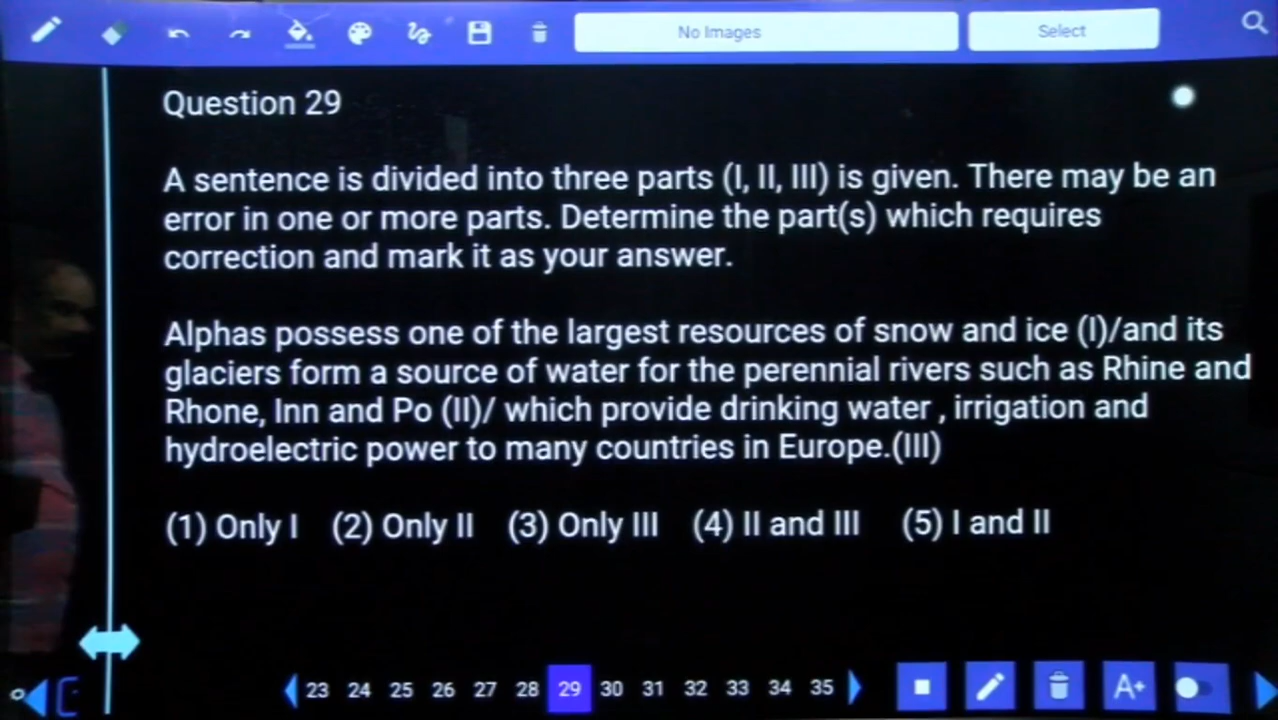 No Images
Select
Question 29
A sentence is divided into three parts (I, II, III) is given. There may be an
error in one or more parts. Determine the part(s) which requires
correction and mark it as your answer.
Alphas possess one of the largest resources of snow and ice (I)/and its
glaciers form a source of water for the perennial rivers such as Rhine and
Rhone, Inn and Po (II)/ which provide drinking water , irrigation and
hydroelectric power to many countries in Europe.(III)
(1) Only I (2) Only II (3) Only III (4) II and III (5) I and II
23 24 25 26 27 28 29 30 31 32 33 34 35
A+